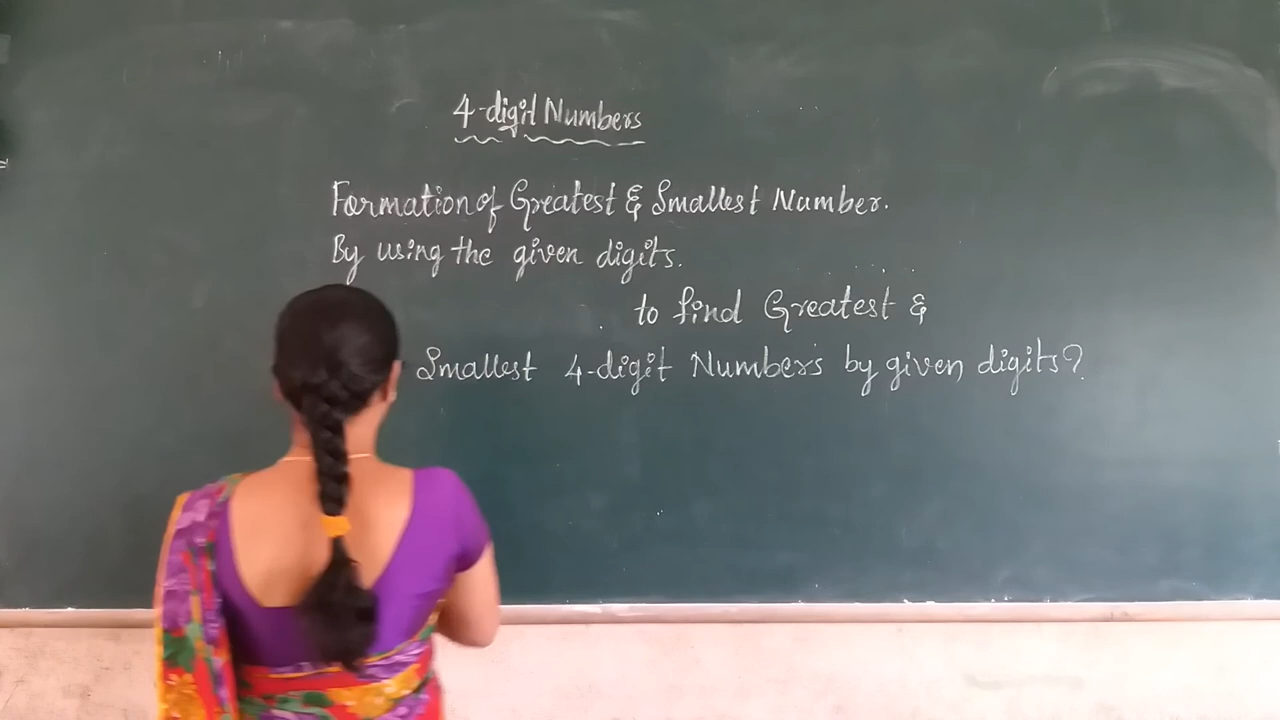 4-digit Numbers
Formation of Greatest & Smallest Number.
By using the given digits.
to find Greatest &
Smallest 4-digit Numbers by given digits?